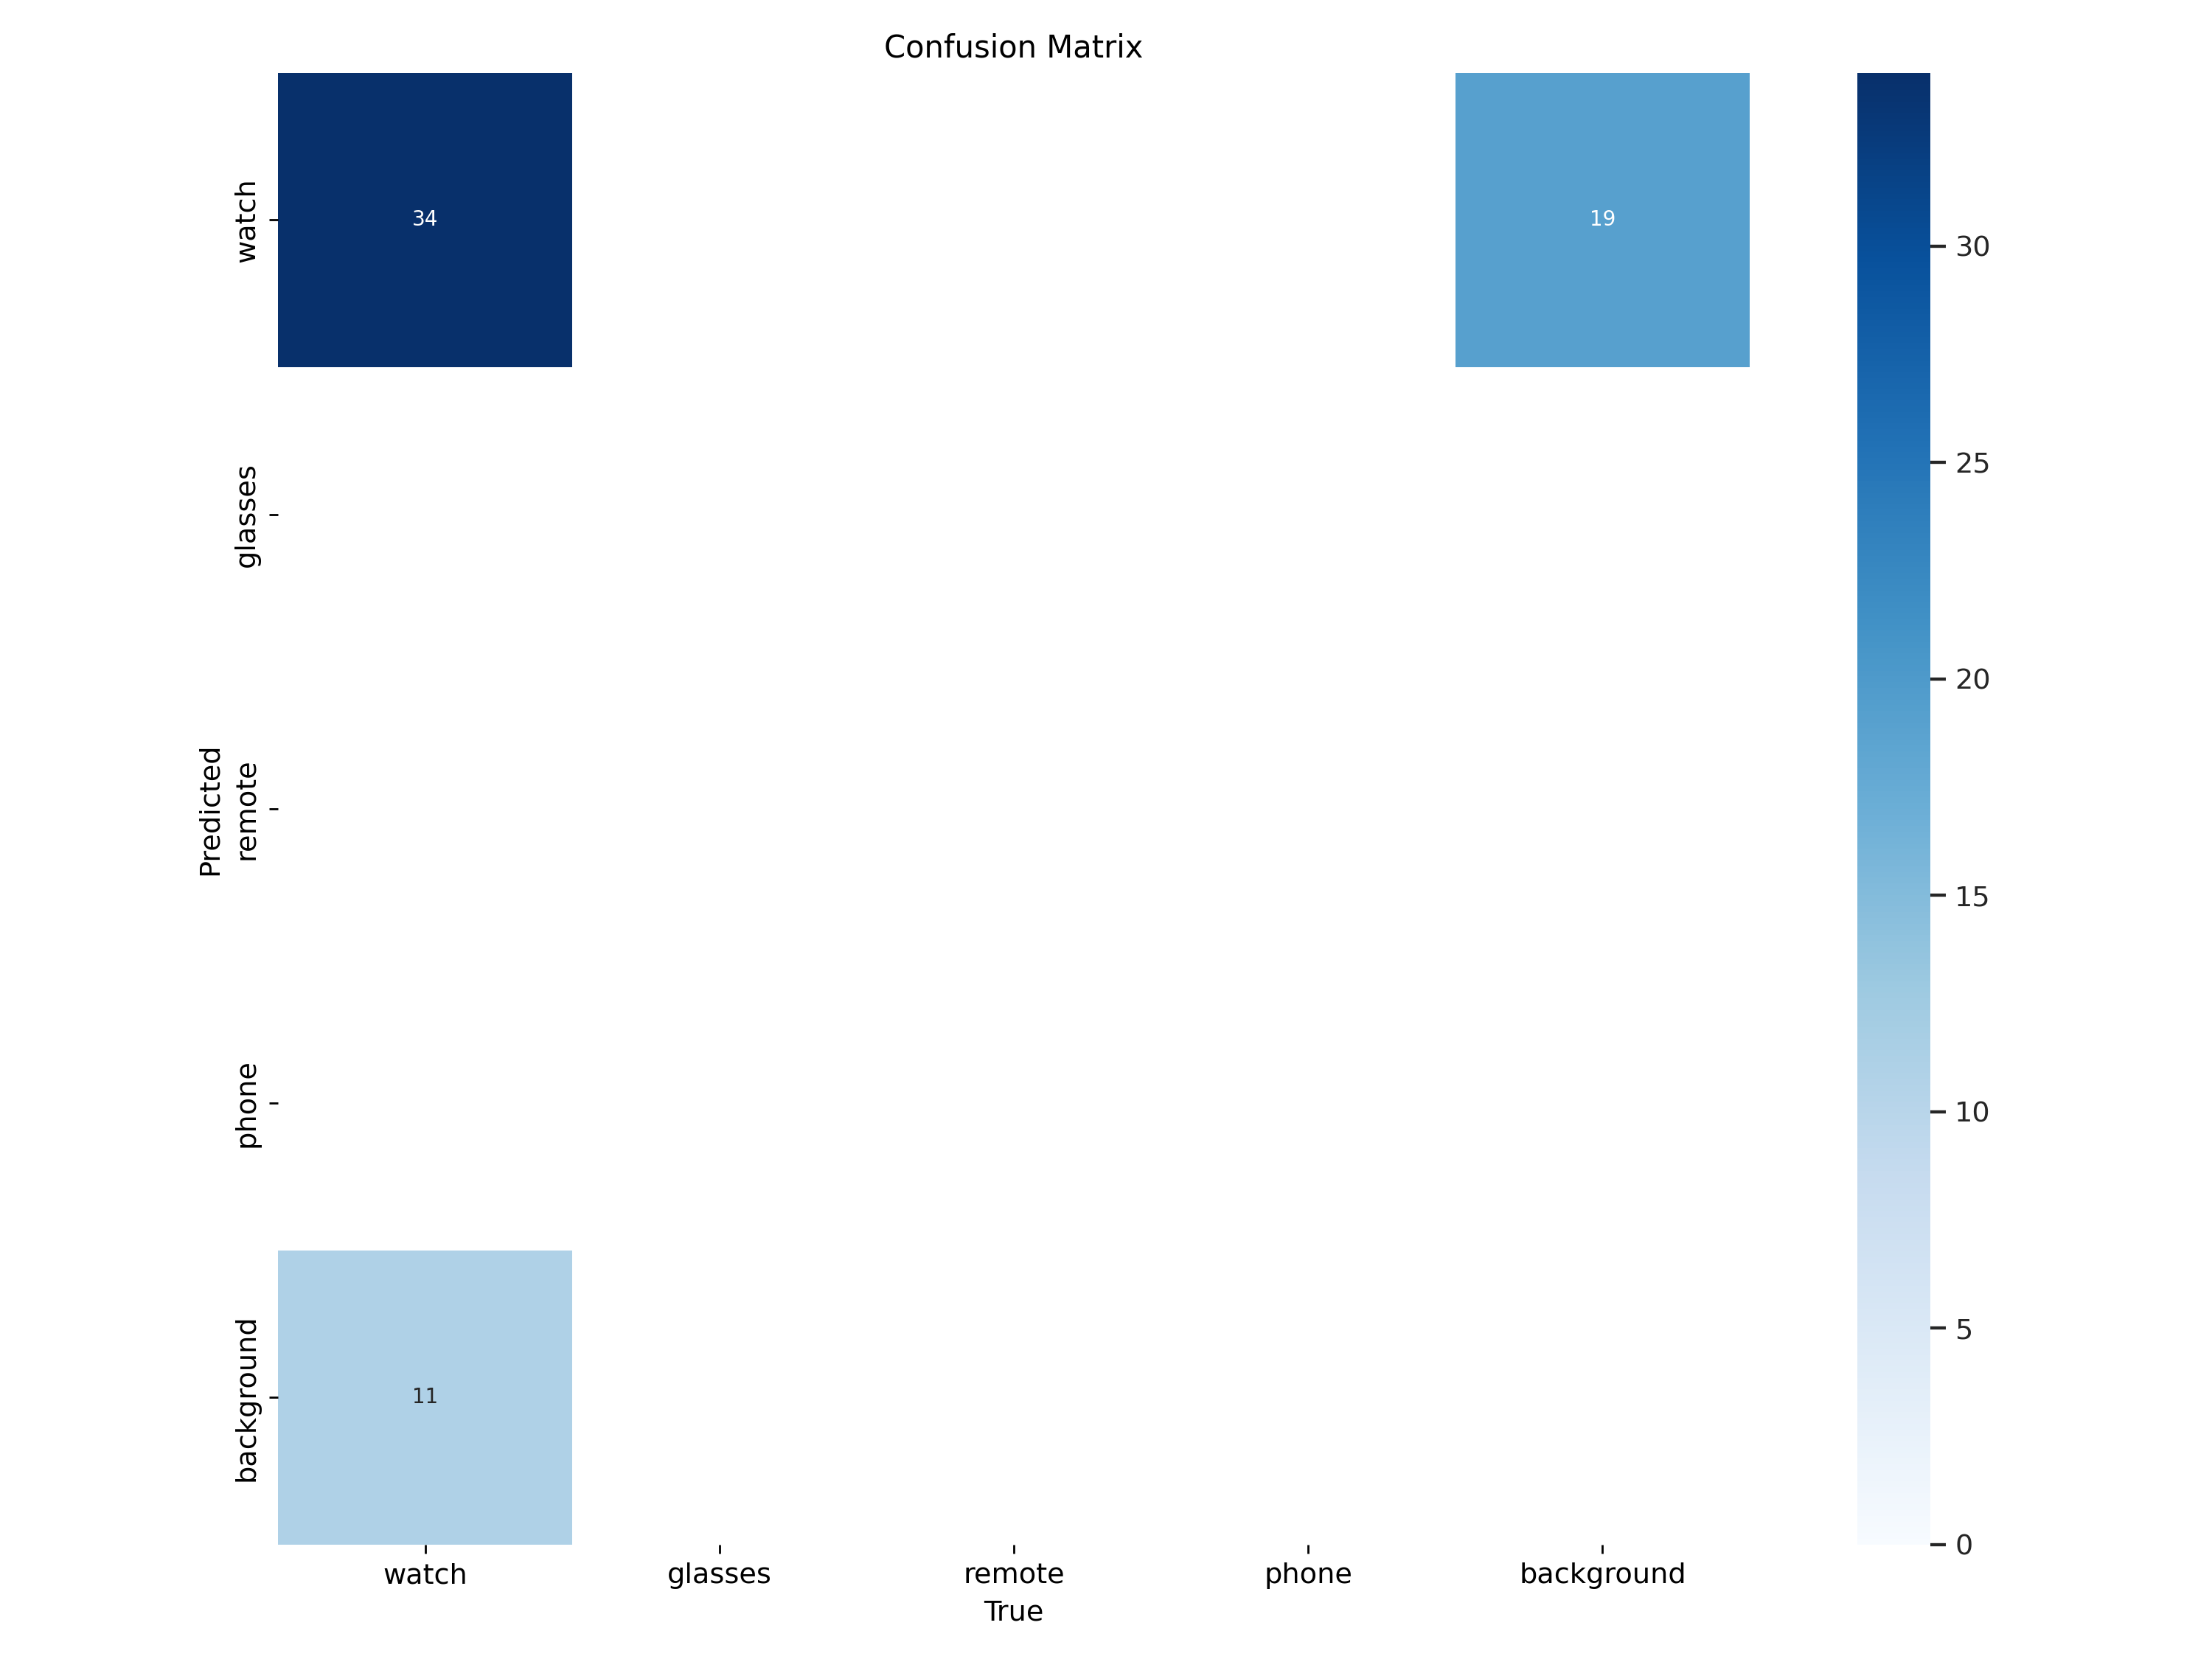 Confusion Matrix
watch
glasses
remote
phone
background
Predicted
34
19
11
watch
glasses
remote
phone
background
True
30
25
20
15
10
5
0